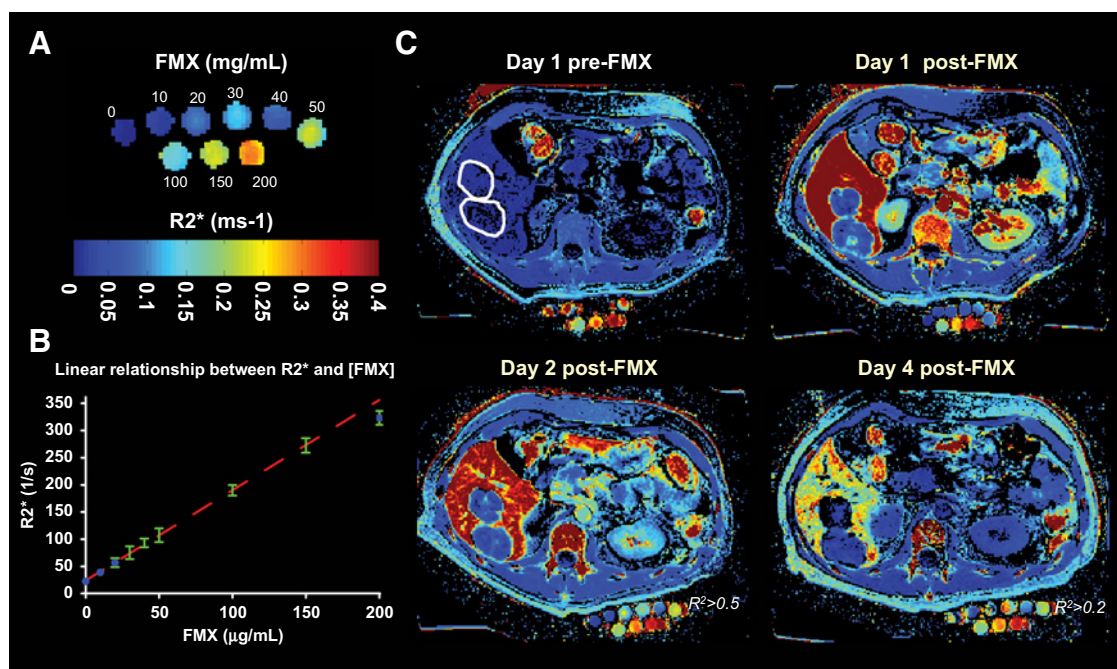 A
FMX (mg/mL)
0 10 20 30 40 50
100 150 200
R2* (ms-1)
0 0.05 0.1 0.15 0.2 0.25 0.3 0.35 0.4
B
Linear relationship between R2* and [FMX]
R2* (1/s)
350
300
250
200
150
100
50
0
0 50 100 150 200
FMX (μg/mL)
C
Day 1 pre-FMX
Day 1 post-FMX
Day 2 post-FMX
Day 4 post-FMX
R²>0.5
R²>0.2